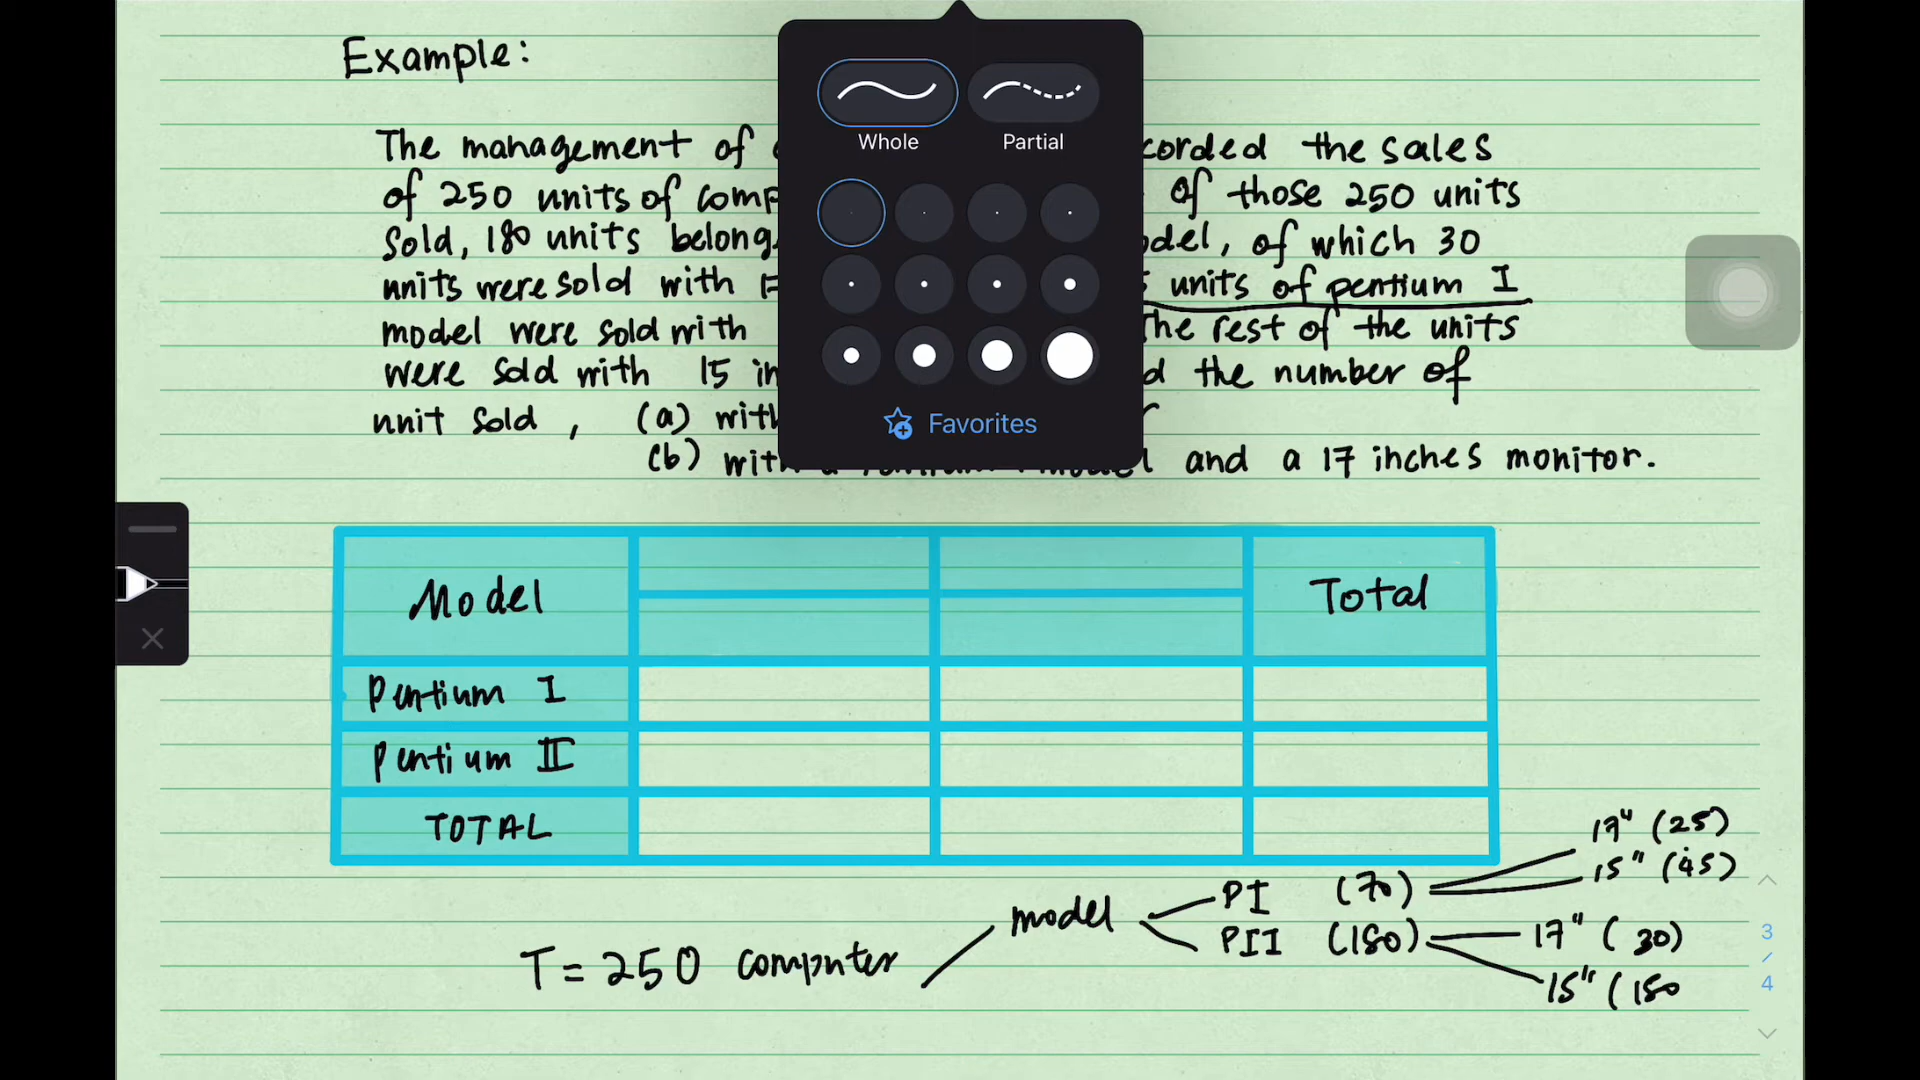 Example:
The management of corded the sales
of 250 units of comp of those 250 units
sold, 180 units belong del, of which 30
units were sold with units of pentium I
model were sold with The rest of the units
were sold with 15 in the number of
unit sold, (a) with
(b) with a and a 17 inches monitor.
Whole Partial
Favorites
Model Total
Pentium I
Pentium II
TOTAL
17" (25)
15" (45)
model PI (70)
PII (180) 17" (30)
T = 250 computer 15" (150
3
/
4